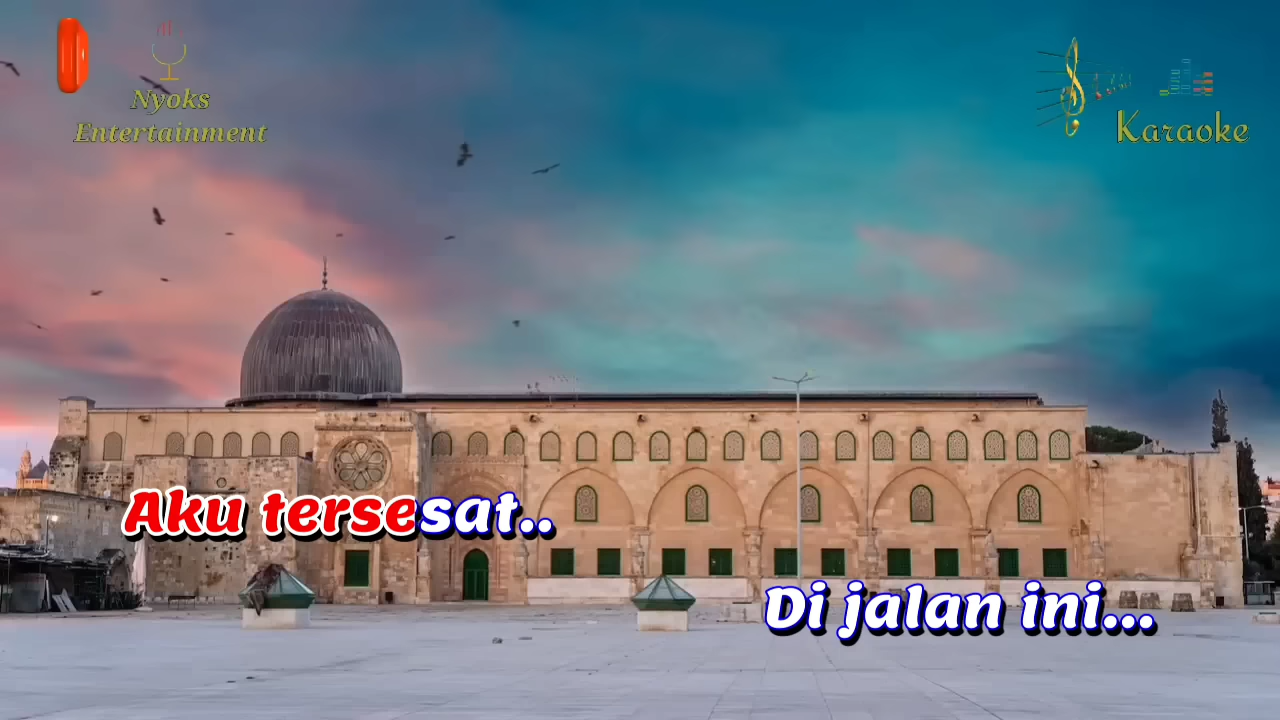 Nyoks
Entertainment
Karaoke
Aku tersesat..
Di jalan ini...